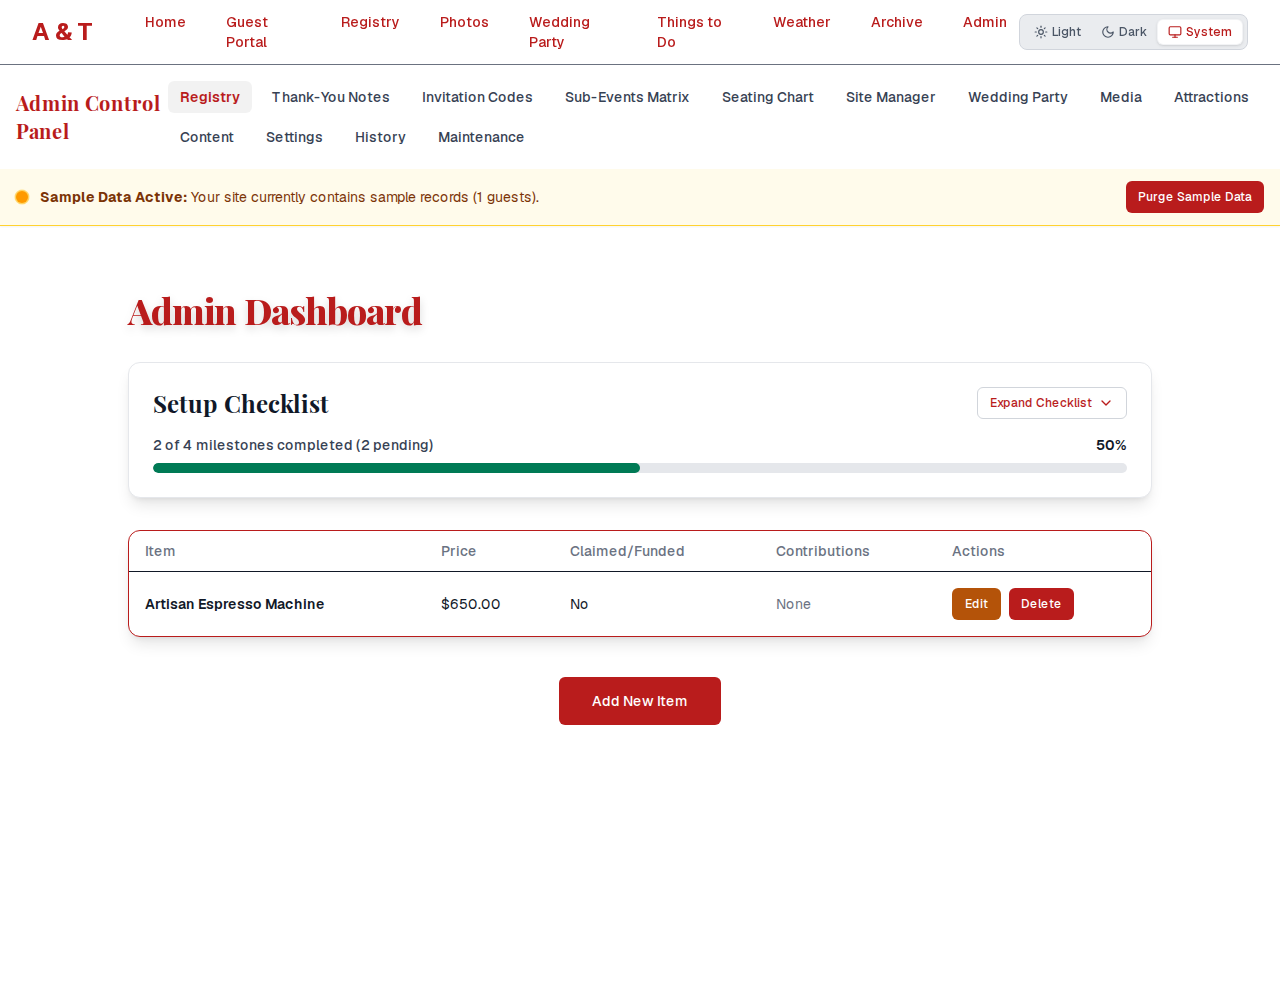 A & T
Home
Guest Portal
Registry
Photos
Wedding Party
Things to Do
Weather
Archive
Admin
Light
Dark
System
Admin Control Panel
Registry
Thank-You Notes
Invitation Codes
Sub-Events Matrix
Seating Chart
Site Manager
Wedding Party
Media
Attractions
Content
Settings
History
Maintenance
Sample Data Active: Your site currently contains sample records (1 guests).
Purge Sample Data
Admin Dashboard
Setup Checklist
Expand Checklist
2 of 4 milestones completed (2 pending)
50%
Item Price Claimed/Funded Contributions Actions
Artisan Espresso Machine $650.00 No None Edit Delete
Add New Item